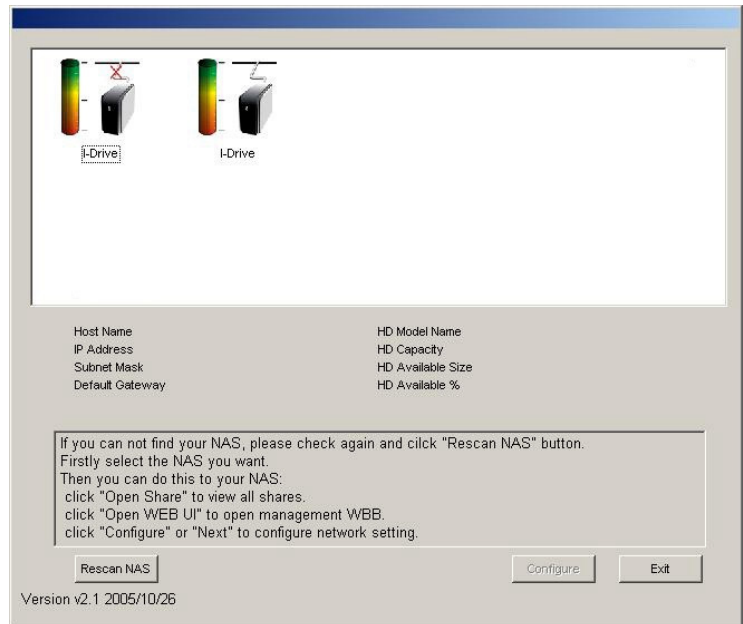 I-Drive
I-Drive
Host Name
IP Address
Subnet Mask
Default Gateway
HD Model Name
HD Capacity
HD Available Size
HD Available %
If you can not find your NAS, please check again and cilck "Rescan NAS" button.
Firstly select the NAS you want.
Then you can do this to your NAS:
click "Open Share" to view all shares.
click "Open WEB UI" to open management WBB.
click "Configure" or "Next" to configure network setting.
Rescan NAS
Configure
Exit
Version v2.1 2005/10/26